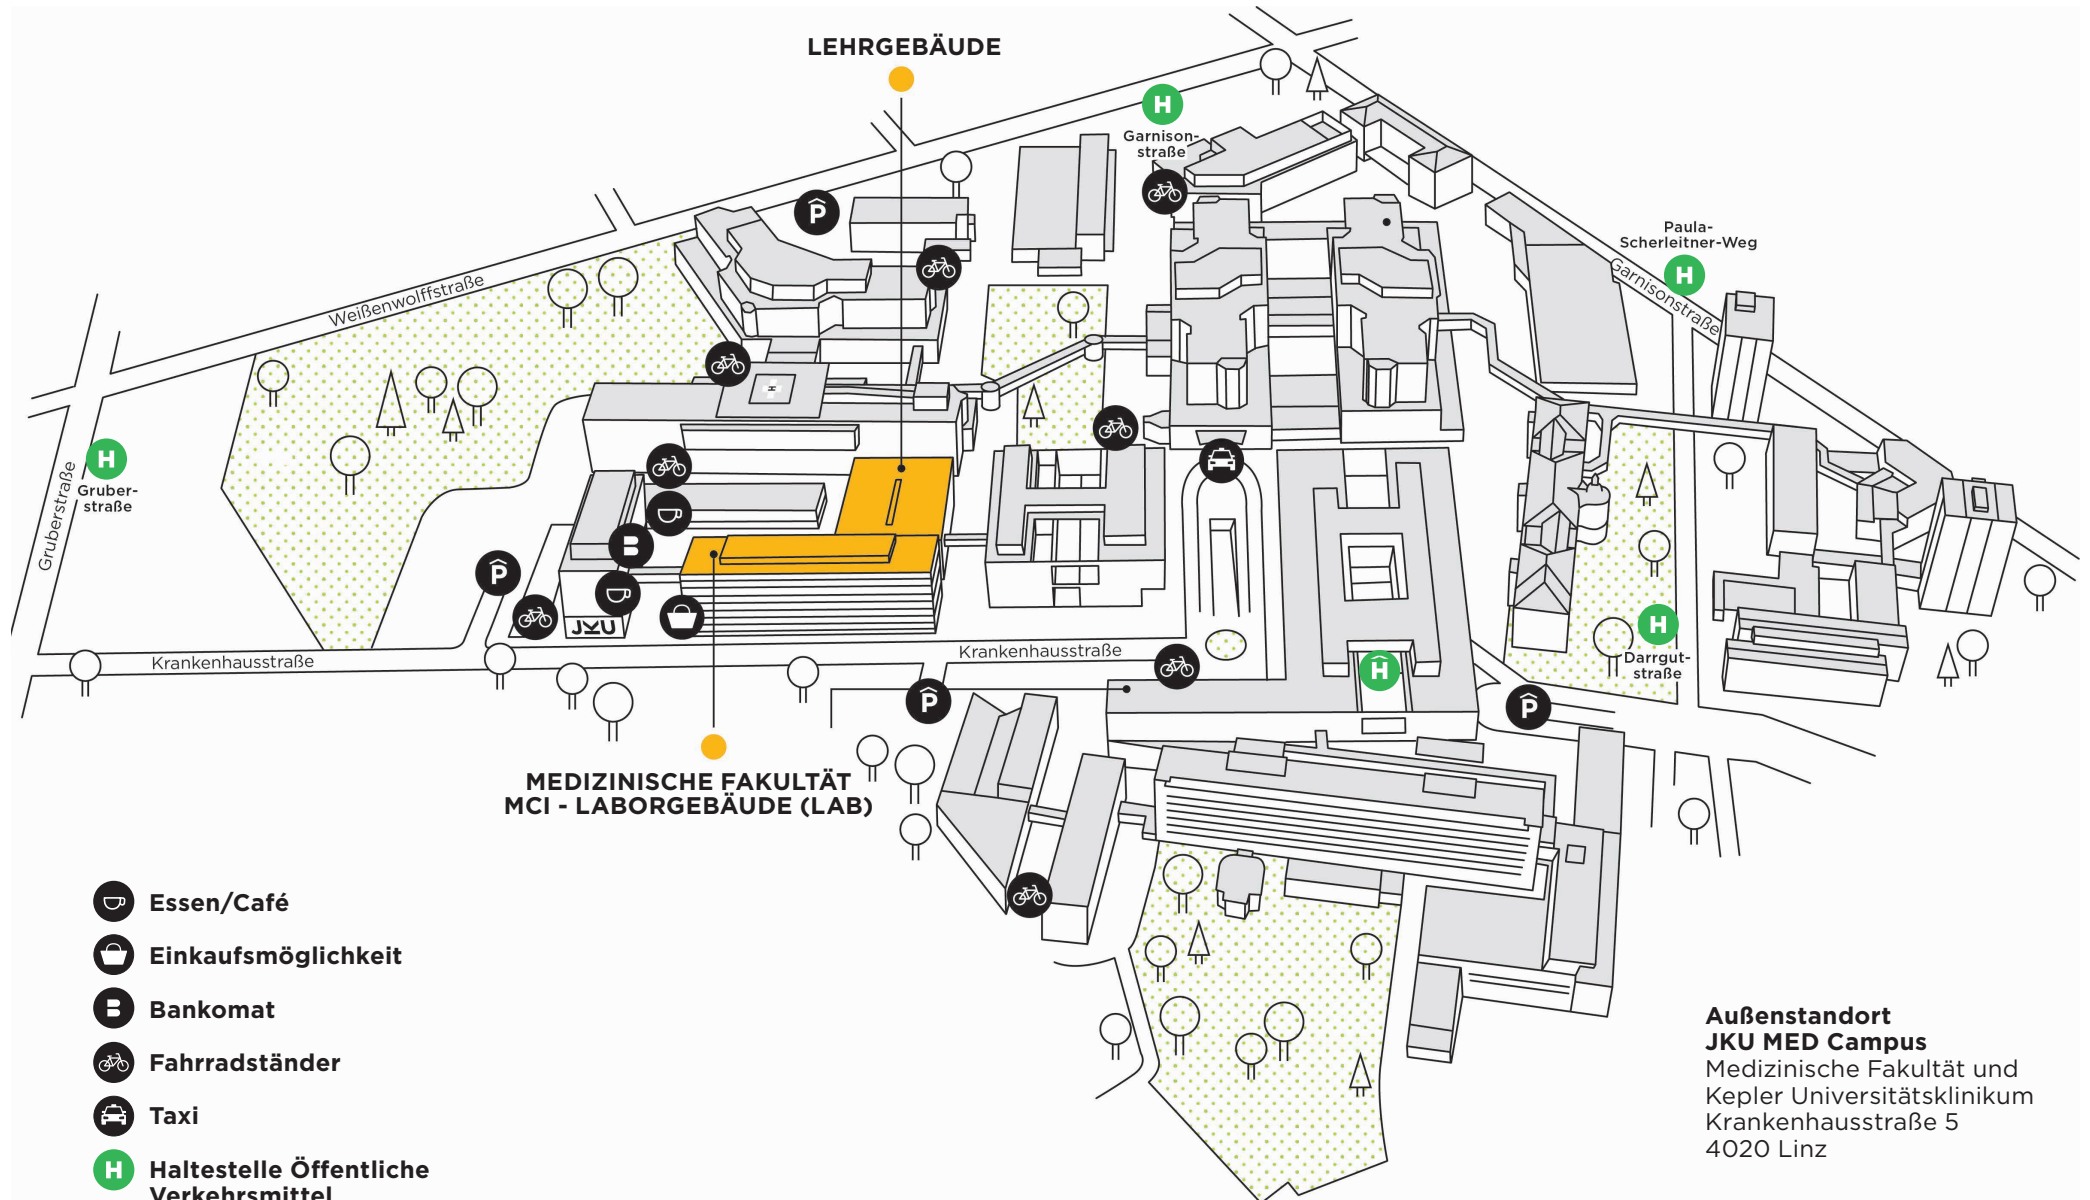 LEHRGEBÄUDE
H
Garnison-
straße
Paula-
Scherleitner-Weg
H
Garnisonstraße
P
Weißenwolffstraße
H
H
Gruber-
straße
Gruberstraße
B
P
JKU
Krankenhausstraße
Krankenhausstraße
H
Darrgut-
straße
H
P
P
MEDIZINISCHE FAKULTÄT
MCI - LABORGEBÄUDE (LAB)
Essen/Café
Einkaufsmöglichkeit
B Bankomat
Fahrradständer
Taxi
H Haltestelle Öffentliche
Verkehrsmittel
Außenstandort
JKU MED Campus
Medizinische Fakultät und
Kepler Universitätsklinikum
Krankenhausstraße 5
4020 Linz